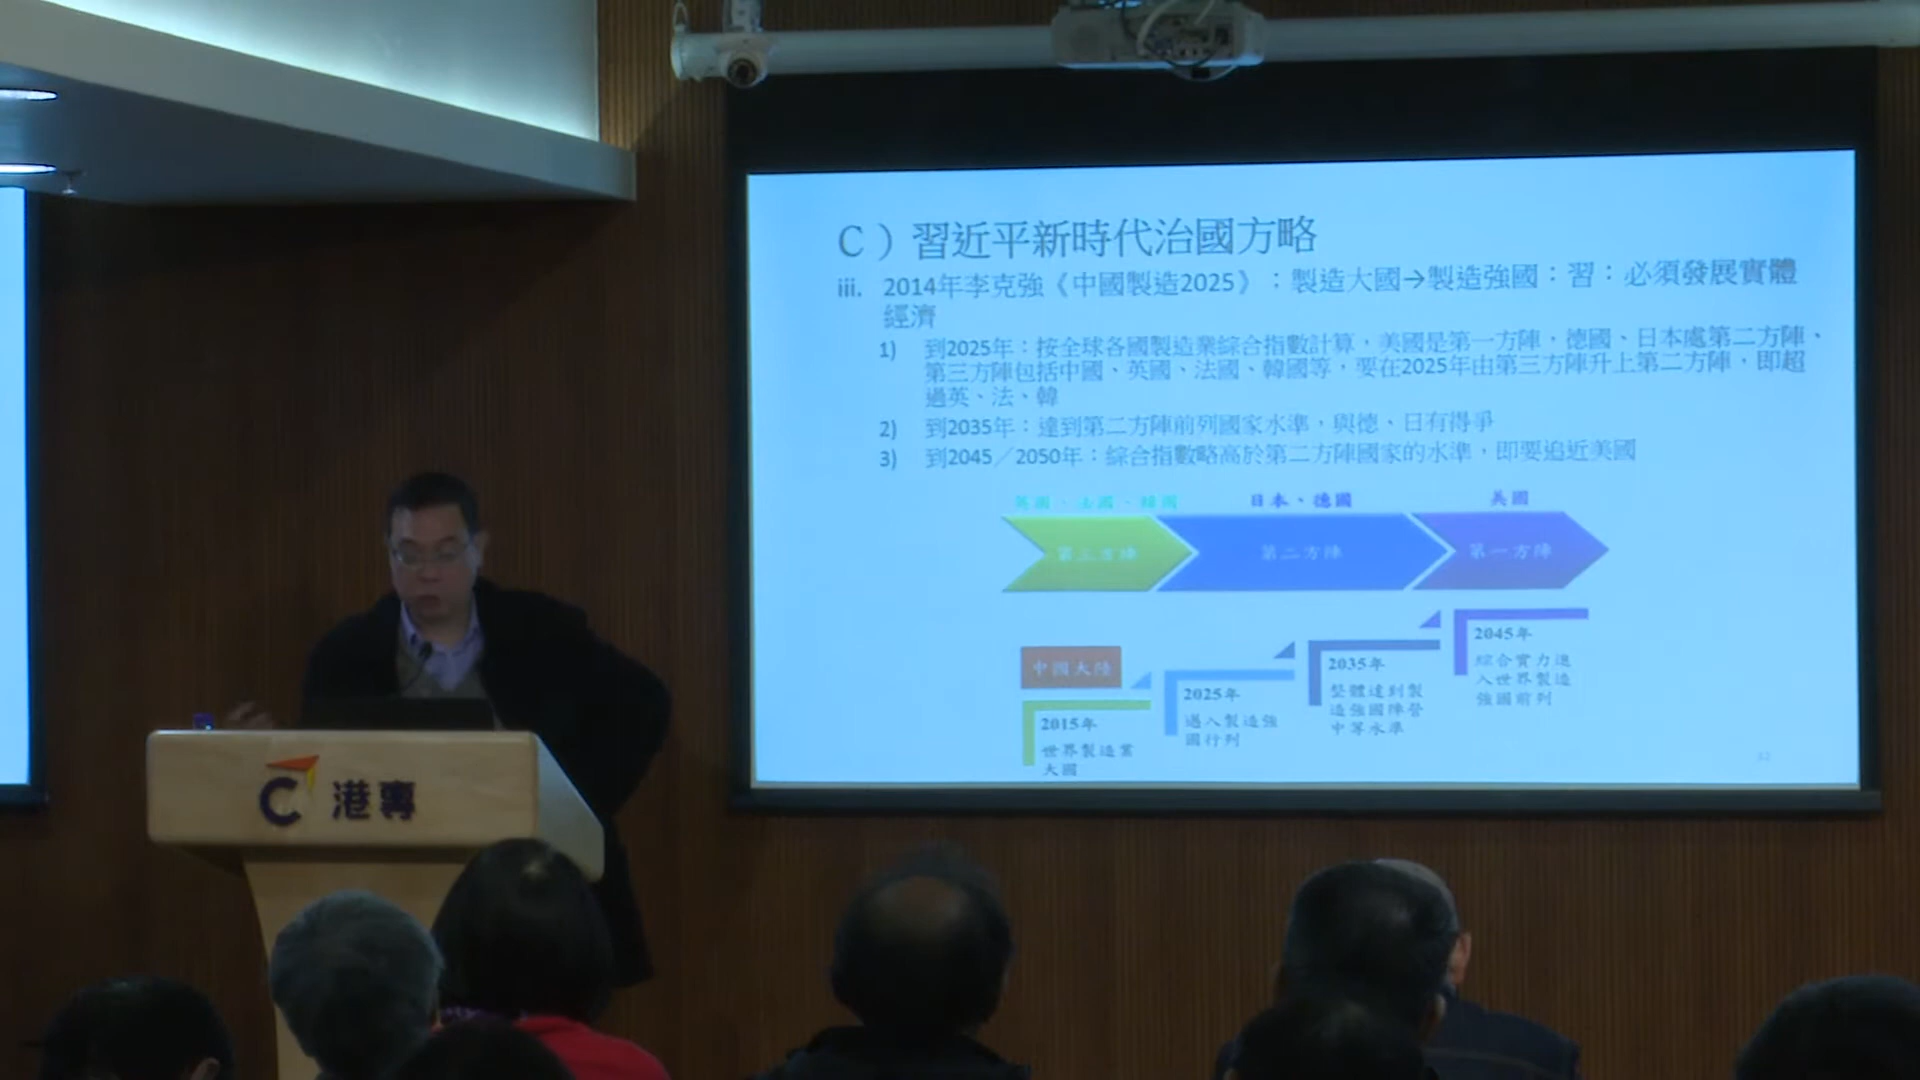 C）習近平新時代治國方略
iii. 2014年李克強《中國製造2025》：製造大國→製造強國：習：必須發展實體
經濟
1) 到2025年：按全球各國製造業綜合指數計算，美國是第一方陣，德國、日本處第二方陣、
第三方陣包括中國、英國、法國、韓國等，要在2025年由第三方陣升上第二方陣，即超
過英、法、韓
2) 到2035年：達到第二方陣前列國家水準，與德、日有得爭
3) 到2045／2050年：綜合指數略高於第二方陣國家的水準，即要追近美國
英國、法國、韓國
日本、德國
美國
第三方陣
第二方陣
第一方陣
中國大陸
2015年
世界製造業
大國
2025年
邁入製造強
國行列
2035年
整體達到製
造強國陣營
中等水準
2045年
綜合實力進
入世界製造
強國前列
C 港專